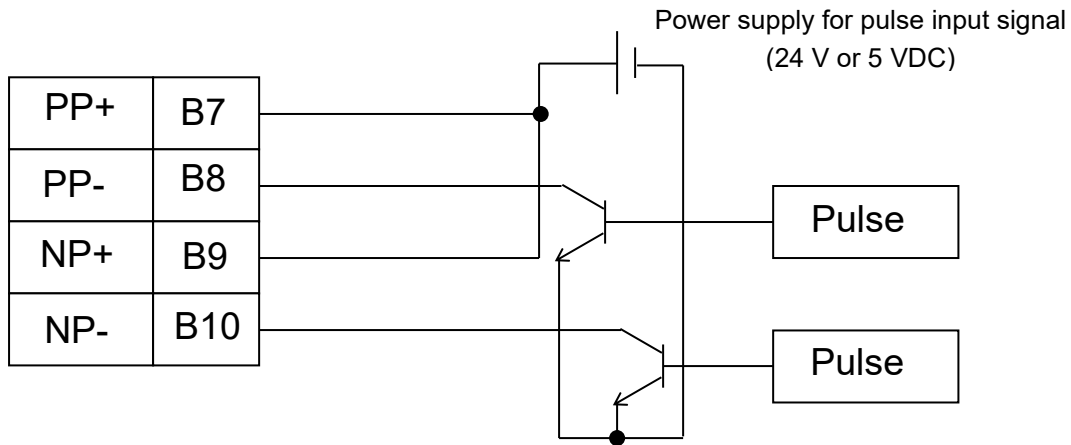 Power supply for pulse input signal
(24 V or 5 VDC)
PP+ B7
PP- B8
NP+ B9
NP- B10
Pulse
Pulse